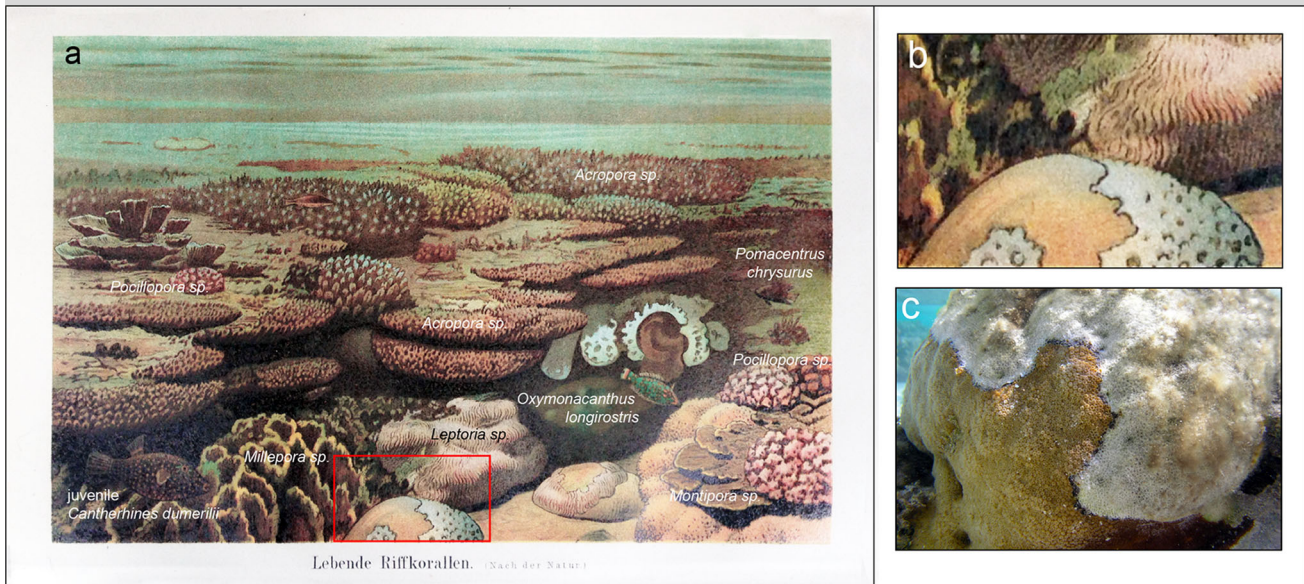 a
Acropora sp.
Pomacentrus
chrysurus
Pocillopora sp.
Acropora sp.
Pocillopora sp.
Oxymonacanthus
longirostris
Leptoria sp.
Millepora sp.
Montipora sp.
juvenile
Cantherhines dumerilii
Lebende Riffkorallen. (Nach der Natur)
b
c